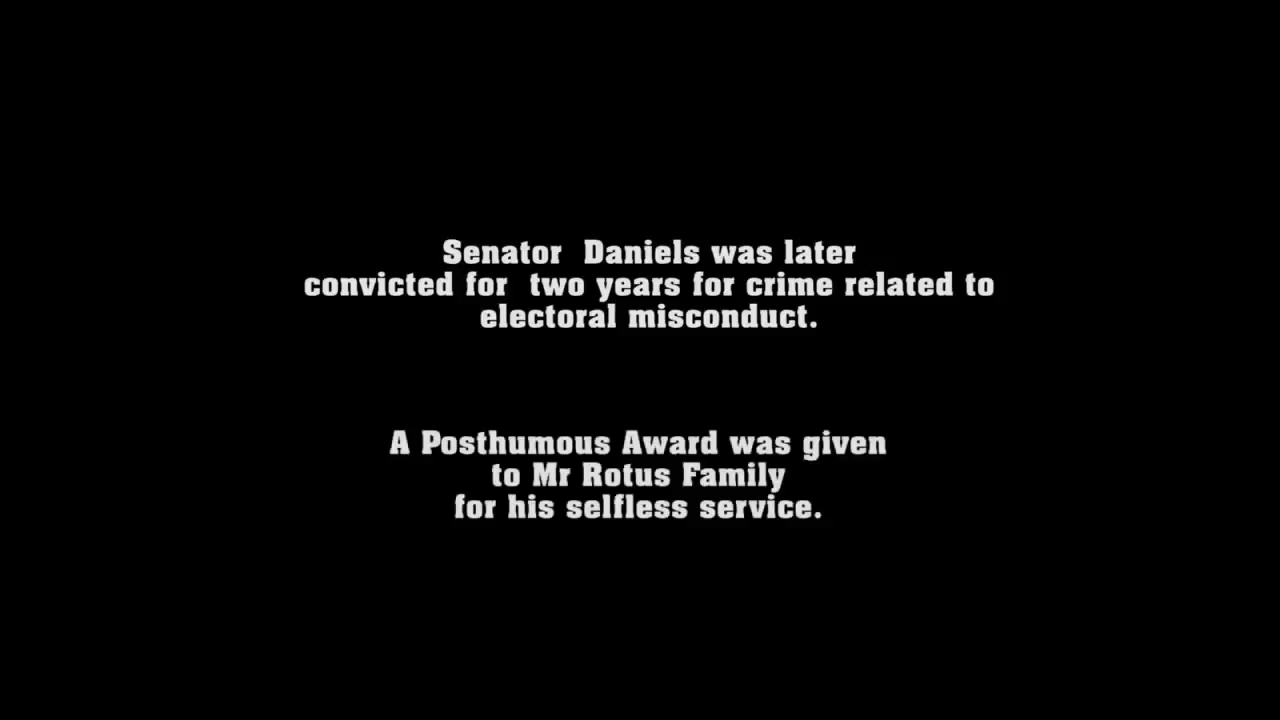 Senator  Daniels was later
convicted for  two years for crime related to
electoral misconduct.
A Posthumous Award was given
to Mr Rotus Family
for his selfless service.